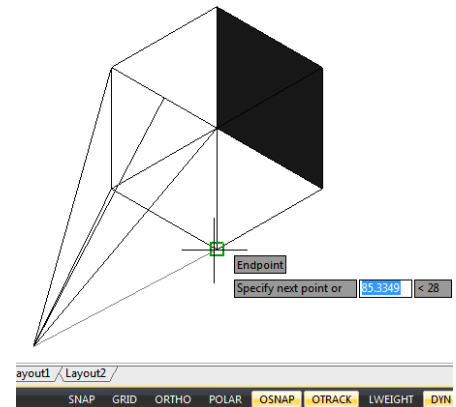 Endpoint
Specify next point or 85.3349 < 28
ayout1 Layout2
SNAP GRID ORTHO POLAR OSNAP OTRACK LWEIGHT DYN